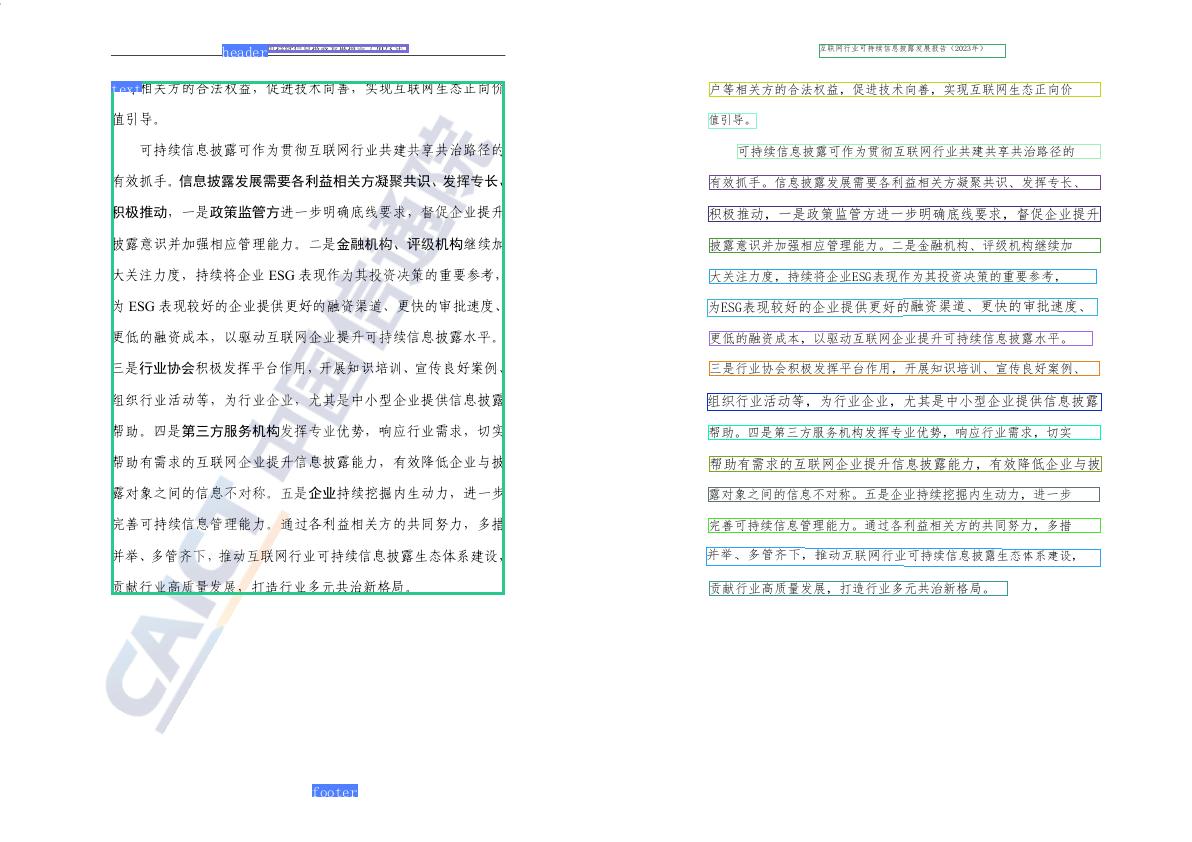 header
text
相关方的合法权益，促进技术向善，实现互联网生态正向价
值引导。
可持续信息披露可作为贯彻互联网行业共建共享共治路径的
有效抓手。信息披露发展需要各利益相关方凝聚共识、发挥专长、
积极推动，一是政策监管方进一步明确底线要求，督促企业提升
披露意识并加强相应管理能力。二是金融机构、评级机构继续加
大关注力度，持续将企业 ESG 表现作为其投资决策的重要参考，
为 ESG 表现较好的企业提供更好的融资渠道、更快的审批速度、
更低的融资成本，以驱动互联网企业提升可持续信息披露水平。
三是行业协会积极发挥平台作用，开展知识培训、宣传良好案例、
组织行业活动等，为行业企业，尤其是中小型企业提供信息披露
帮助。四是第三方服务机构发挥专业优势，响应行业需求，切实
帮助有需求的互联网企业提升信息披露能力，有效降低企业与披
露对象之间的信息不对称。五是企业持续挖掘内生动力，进一步
完善可持续信息管理能力。通过各利益相关方的共同努力，多措
并举、多管齐下，推动互联网行业可持续信息披露生态体系建设，
贡献行业高质量发展，打造行业多元共治新格局。
CAICT 中国信通院
footer
互联网行业可持续信息披露发展报告（2023年）
户等相关方的合法权益，促进技术向善，实现互联网生态正向价
值引导。
可持续信息披露可作为贯彻互联网行业共建共享共治路径的
有效抓手。信息披露发展需要各利益相关方凝聚共识、发挥专长、
积极推动，一是政策监管方进一步明确底线要求，督促企业提升
披露意识并加强相应管理能力。二是金融机构、评级机构继续加
大关注力度，持续将企业ESG表现作为其投资决策的重要参考，
为ESG表现较好的企业提供更好的融资渠道、更快的审批速度、
更低的融资成本，以驱动互联网企业提升可持续信息披露水平。
三是行业协会积极发挥平台作用，开展知识培训、宣传良好案例、
组织行业活动等，为行业企业，尤其是中小型企业提供信息披露
帮助。四是第三方服务机构发挥专业优势，响应行业需求，切实
帮助有需求的互联网企业提升信息披露能力，有效降低企业与披
露对象之间的信息不对称。五是企业持续挖掘内生动力，进一步
完善可持续信息管理能力。通过各利益相关方的共同努力，多措
并举、多管齐下，推动互联网行业可持续信息披露生态体系建设，
贡献行业高质量发展，打造行业多元共治新格局。